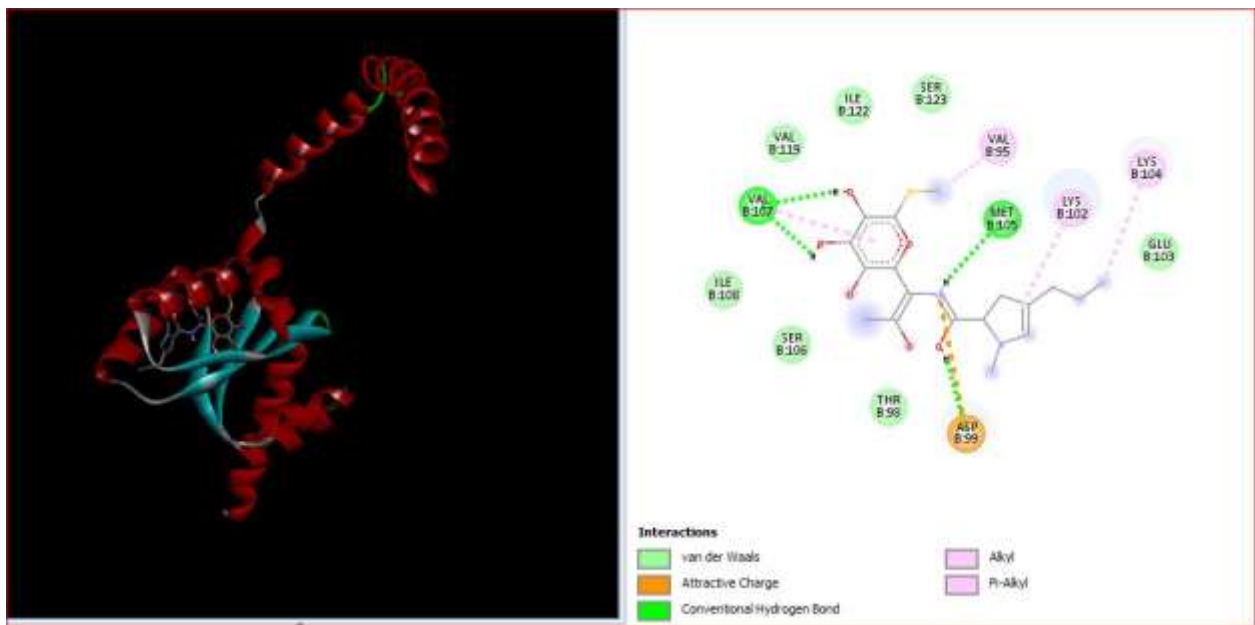 SER
B:123
ILE
B:122
VAL
B:119
VAL
B:95
LYS
B:104
VAL
B:107
LYS
B:102
MET
B:105
GLU
B:103
ILE
B:108
SER
B:106
THR
B:98
ASP
B:99
Interactions
van der Waals
Attractive Charge
Conventional Hydrogen Bond
Alkyl
Pi-Alkyl